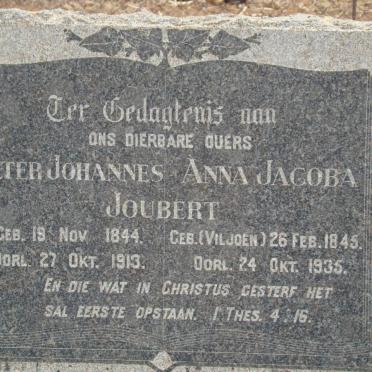 Ter Gedagtenis aan
ONS DIERBARE OUERS
ETER JOHANNES ANNA JACOBA
JOUBERT
GEB. 19 NOV 1844. GEB. (VILJOEN) 26 FEB. 1845.
OORL. 27 OKT. 1913. OORL. 24 OKT. 1935.
EN DIE WAT IN CHRISTUS GESTERF HET
SAL EERSTE OPSTAAN. I THES. 4:16.